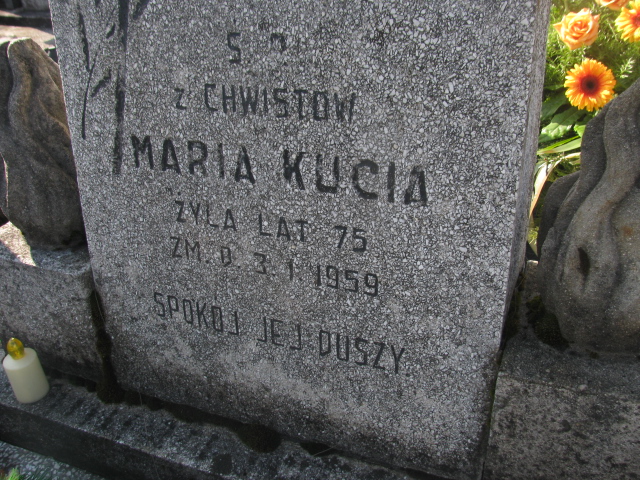 Ś P
Z CHWISTÓW
MARIA KUCIA
ŻYŁA LAT 75
ZM. D. 3 I 1959
SPOKÓJ JEJ DUSZY